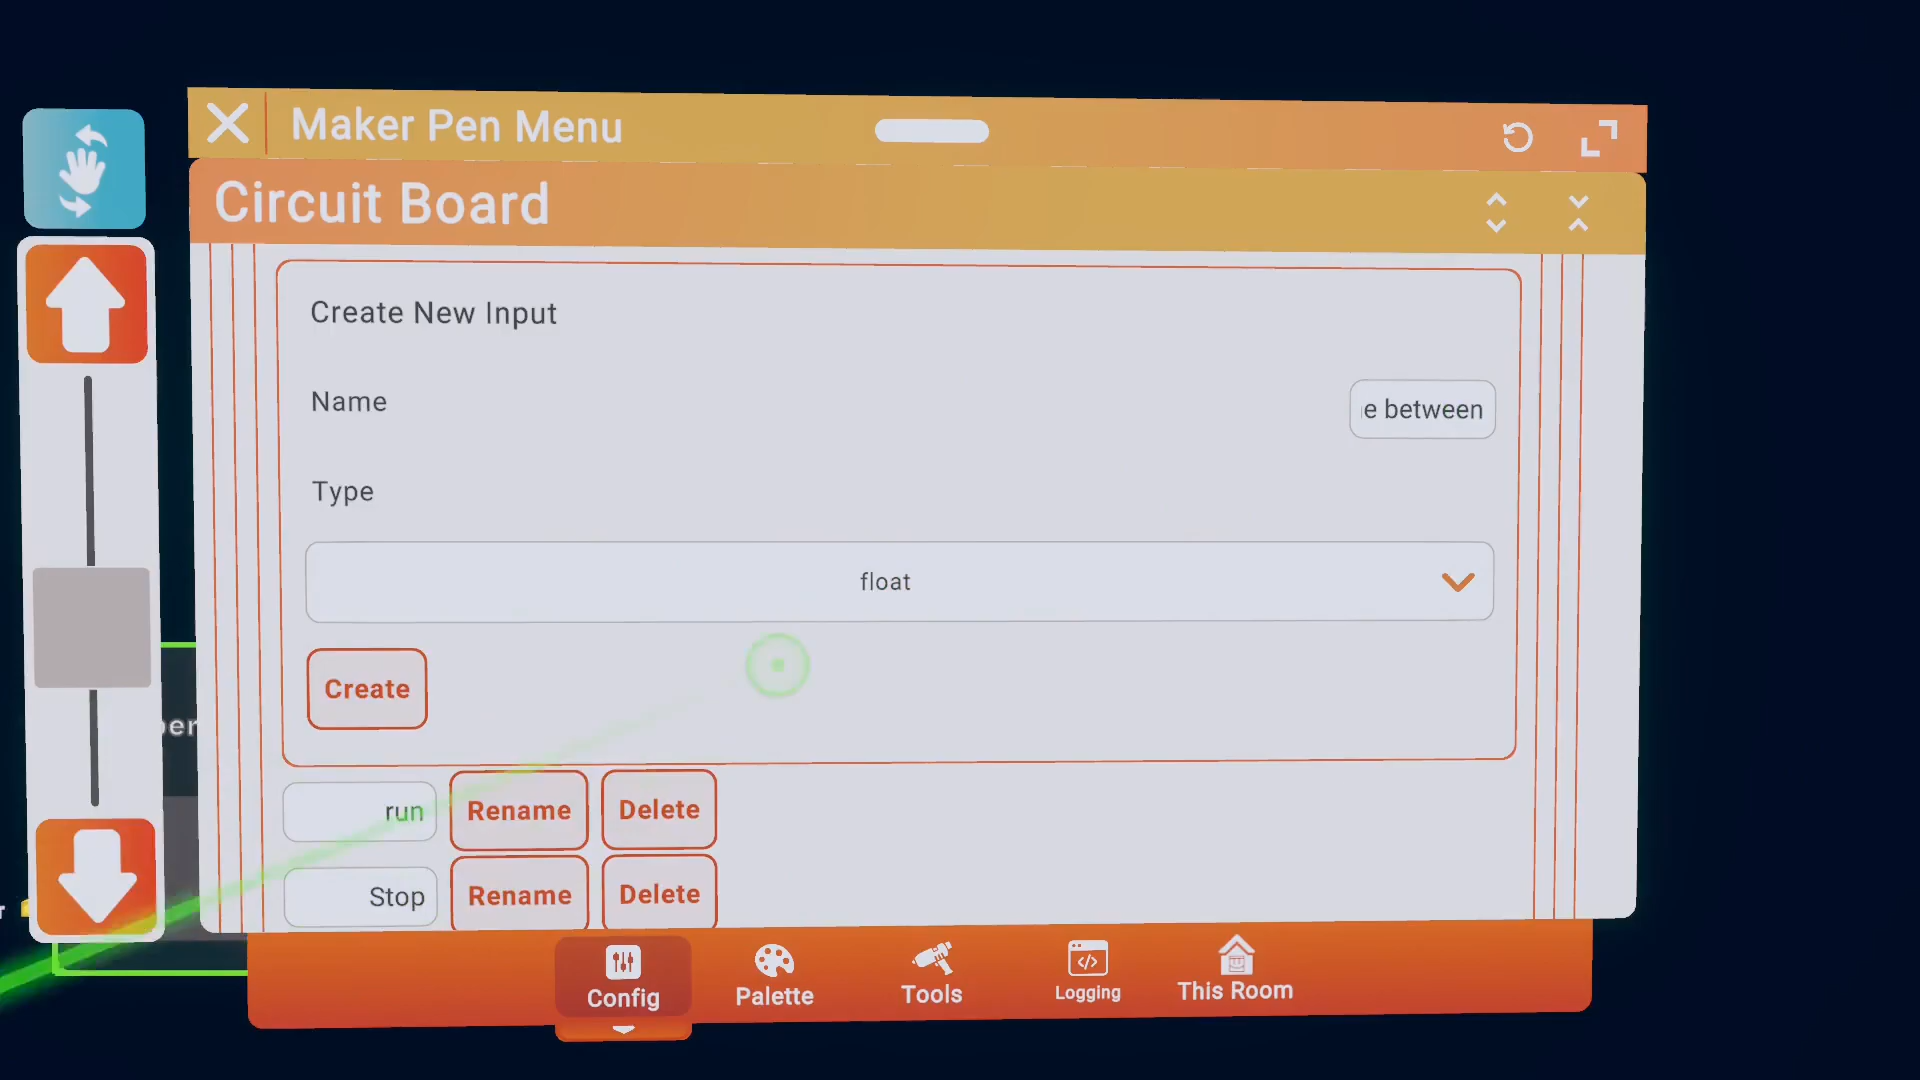 Maker Pen Menu
Circuit Board
Create New Input
Name
e between
Type
float
Create
run Rename Delete
Stop Rename Delete
Config Palette Tools Logging This Room